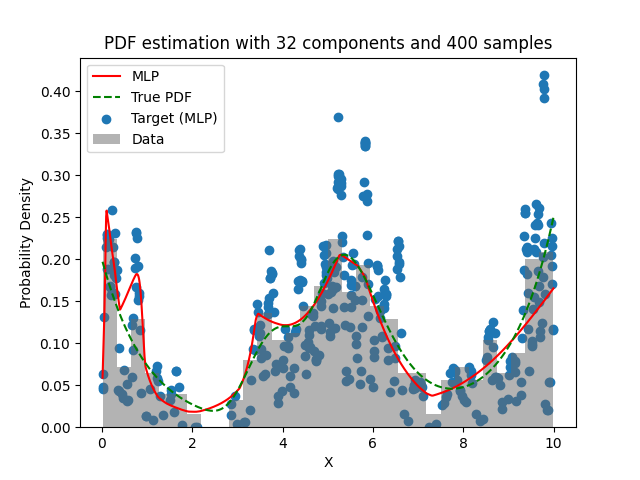 PDF estimation with 32 components and 400 samples
MLP
True PDF
Target (MLP)
Data
Probability Density
0.40
0.35
0.30
0.25
0.20
0.15
0.10
0.05
0.00
0 2 4 6 8 10
X